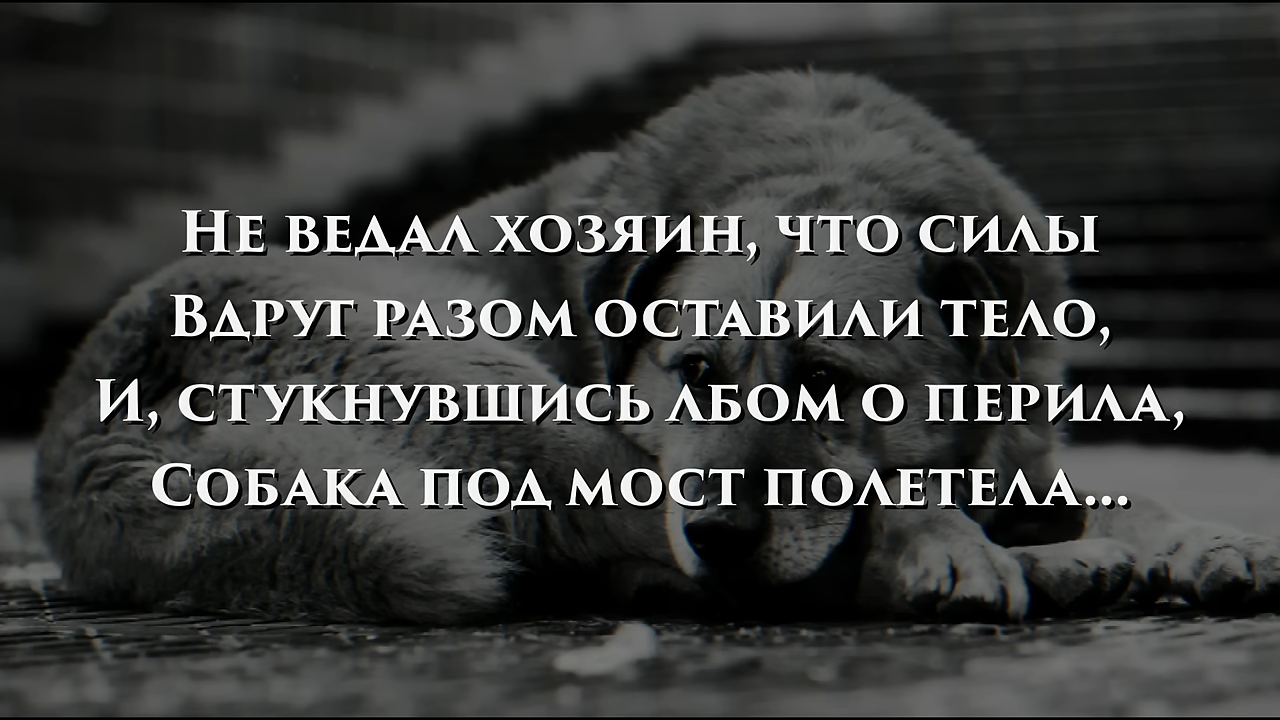 Не ведал хозяин, что силы
Вдруг разом оставили тело,
И, стукнувшись лбом о перила,
Собака под мост полетела...